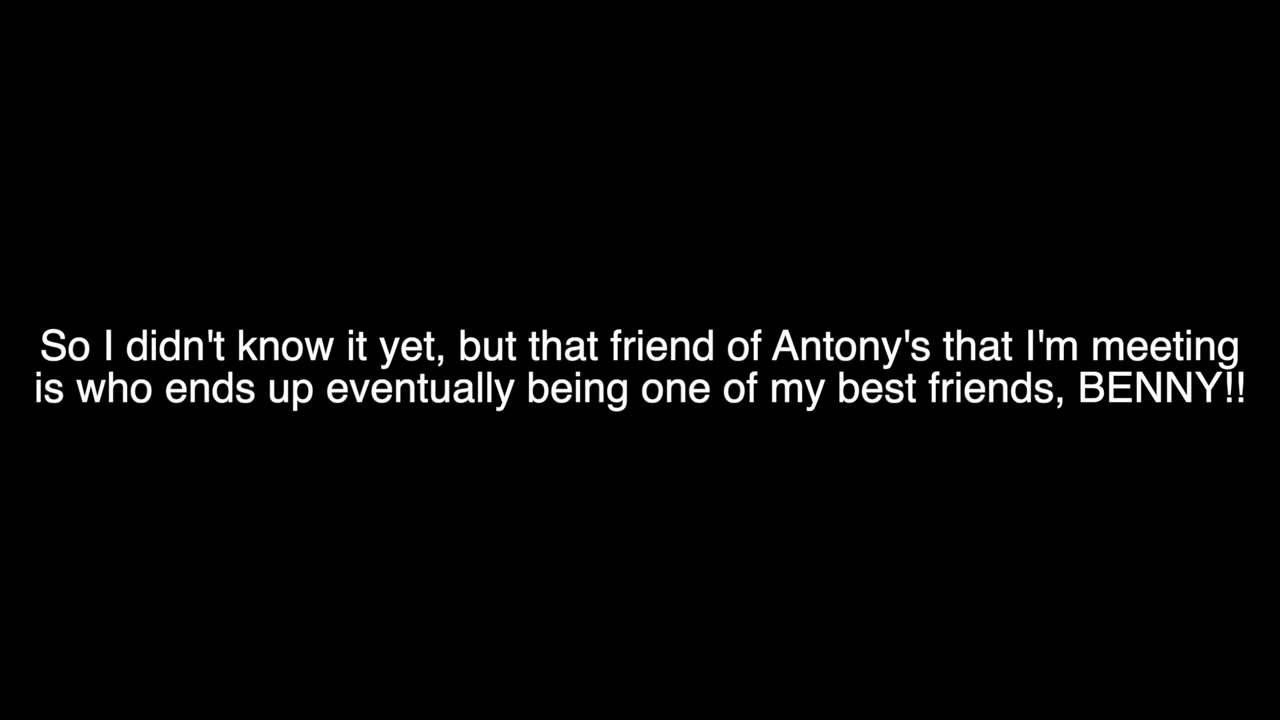 So I didn't know it yet, but that friend of Antony's that I'm meeting
is who ends up eventually being one of my best friends, BENNY!!